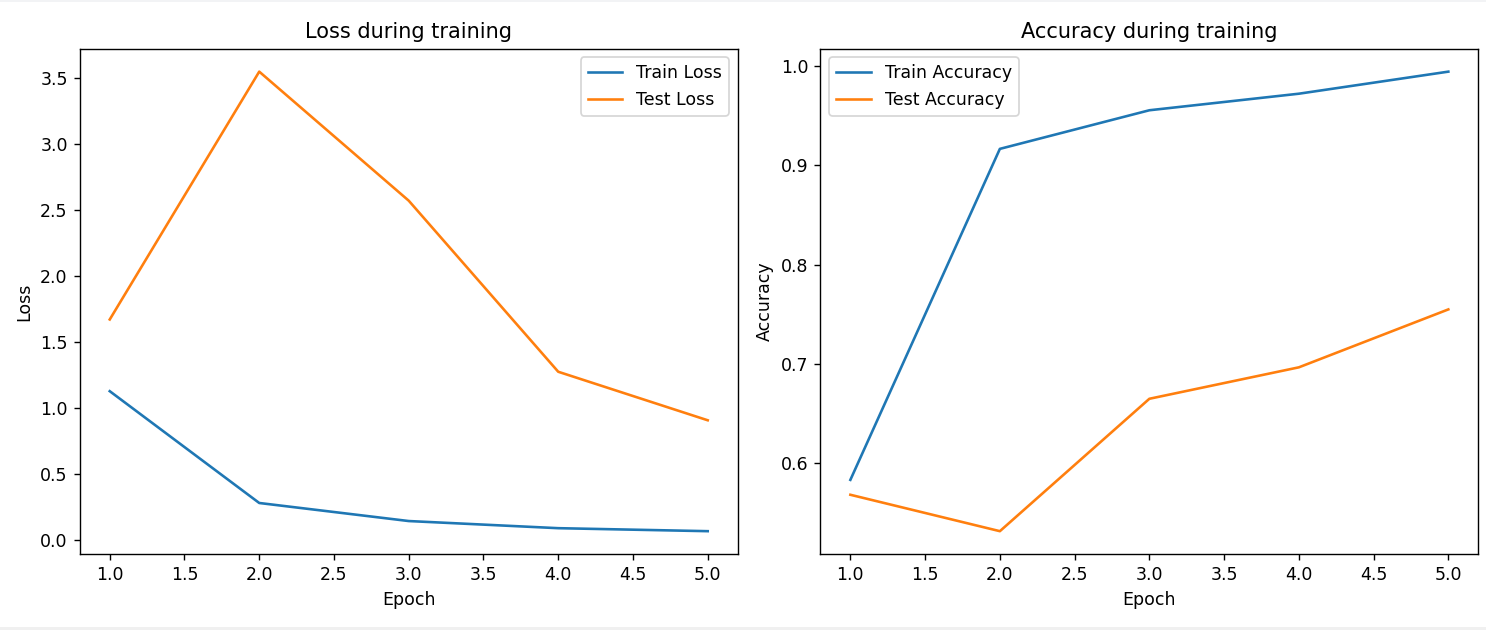 Loss during training
Train Loss
Test Loss
3.5
3.0
2.5
2.0
1.5
1.0
0.5
0.0
Loss
1.0 1.5 2.0 2.5 3.0 3.5 4.0 4.5 5.0
Epoch
Accuracy during training
Train Accuracy
Test Accuracy
1.0
0.9
0.8
0.7
0.6
Accuracy
1.0 1.5 2.0 2.5 3.0 3.5 4.0 4.5 5.0
Epoch